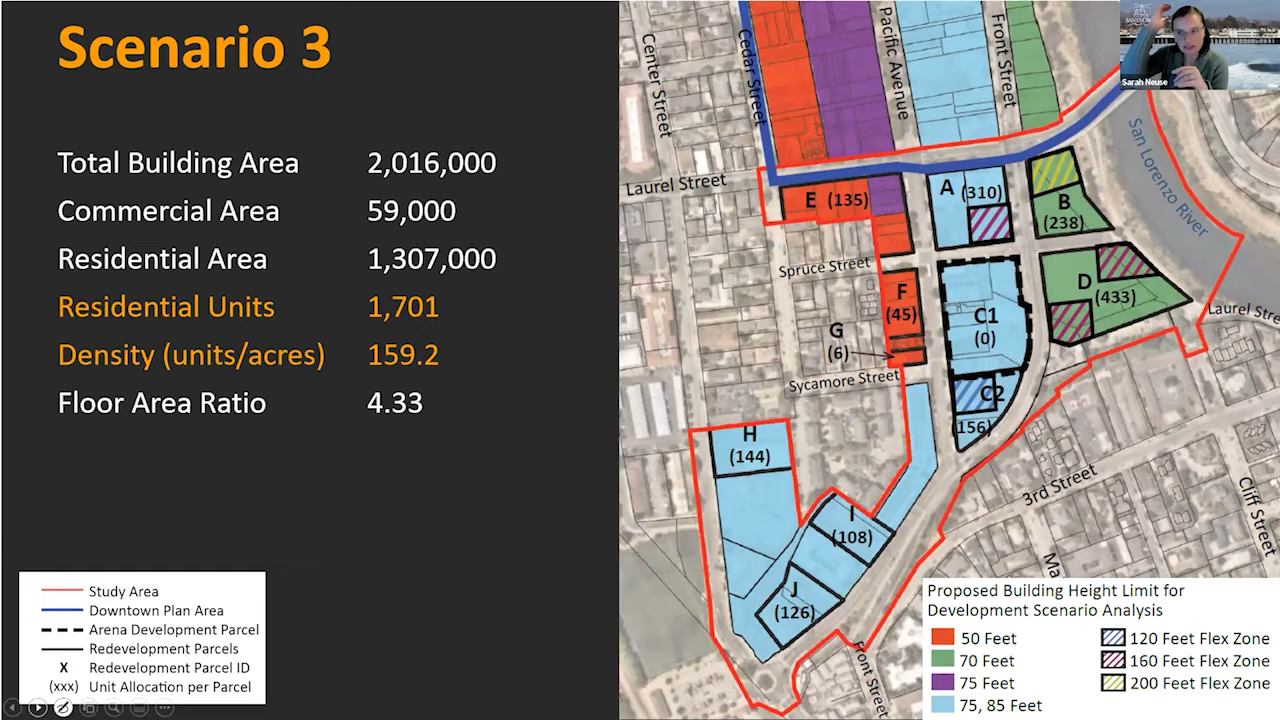 Scenario 3
Total Building Area 2,016,000
Commercial Area 59,000
Residential Area 1,307,000
Residential Units 1,701
Density (units/acres) 159.2
Floor Area Ratio 4.33
Study Area
Downtown Plan Area
Arena Development Parcel
Redevelopment Parcels
X Redevelopment Parcel ID
(xxx) Unit Allocation per Parcel
Center Street
Cedar Street
Pacific Avenue
Front Street
Sarah Neuse
San Lorenzo River
Laurel Street
E (135)
A (310)
B
(238)
Spruce Street
F
(45)
C1
(0)
D
(433)
Laurel Stre
G
(6)
Sycamore Street
C2
(156)
H
(144)
I
(108)
J
(126)
3rd Street
Cliff Street
Ma
Front Street
Proposed Building Height Limit for
Development Scenario Analysis
50 Feet
70 Feet
75 Feet
75, 85 Feet
120 Feet Flex Zone
160 Feet Flex Zone
200 Feet Flex Zone